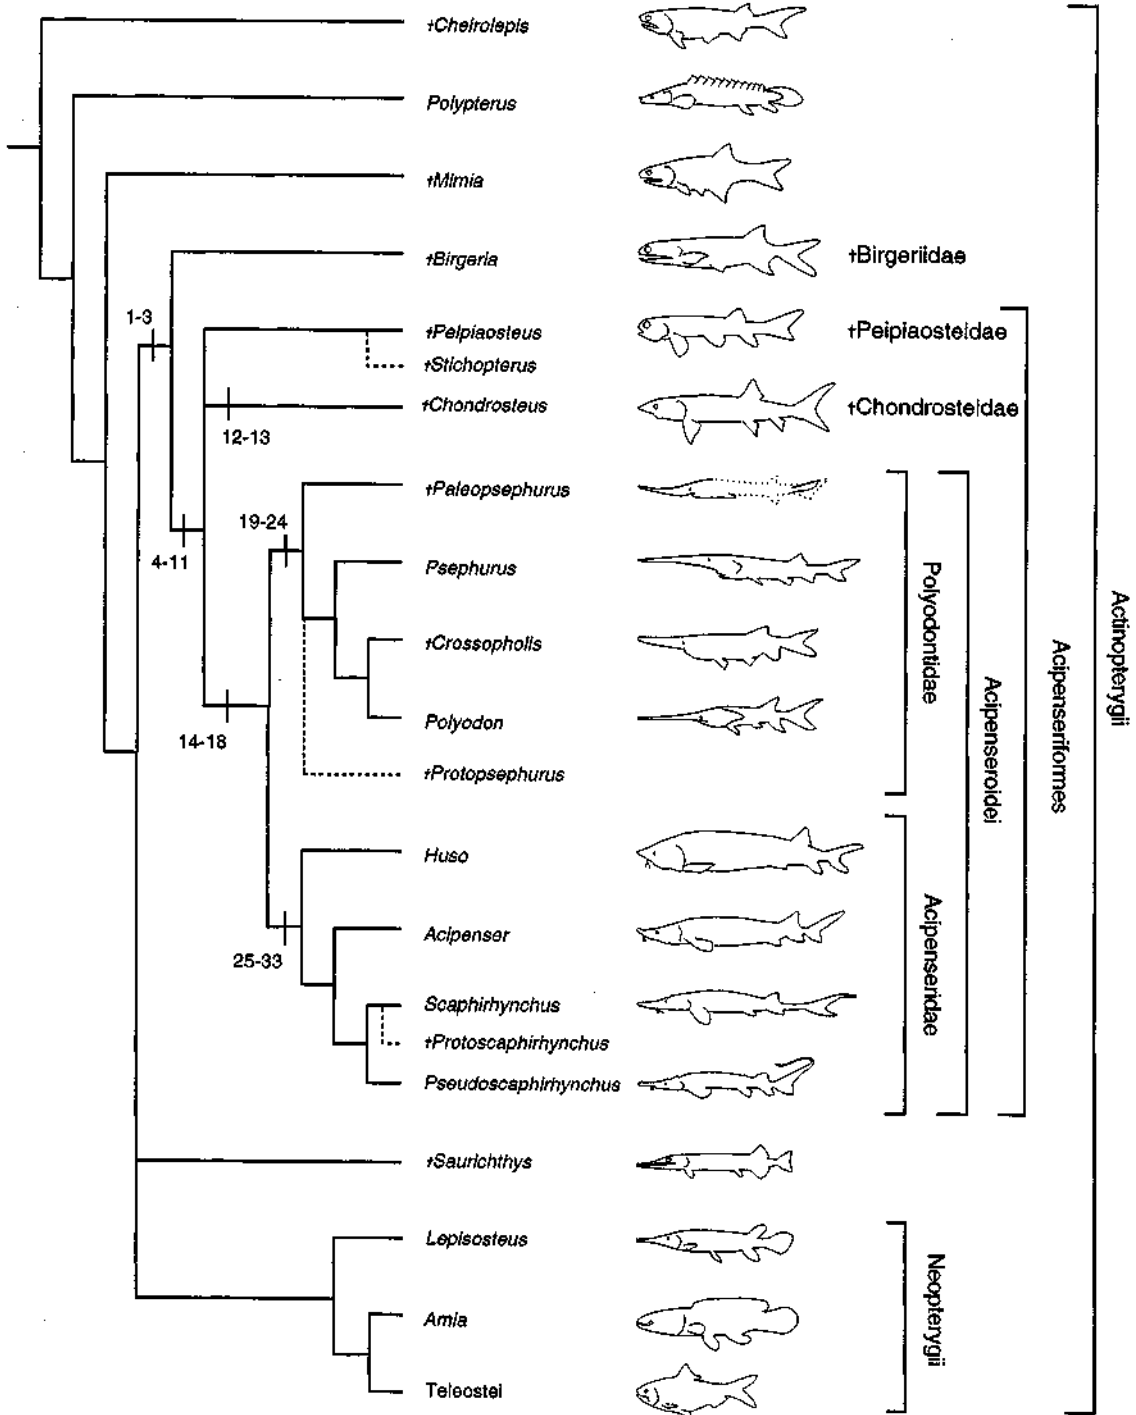 †Cheirolepis
Polypterus
†Mimia
†Birgeria
†Birgeriidae
1-3
†Peipiaosteus
†Peipiaosteidae
†Stichopterus
†Chondrosteus
†Chondrosteidae
12-13
†Paleopsephurus
19-24
4-11
Psephurus
†Crossopholis
Polyodon
14-18
†Protopsephurus
Polyodontidae
Acipenseroidei
Acipenseriformes
Actinopterygii
Huso
Acipenser
25-33
Scaphirhynchus
†Protoscaphirhynchus
Pseudoscaphirhynchus
Acipenseridae
†Saurichthys
Lepisosteus
Amia
Teleostei
Neopterygii